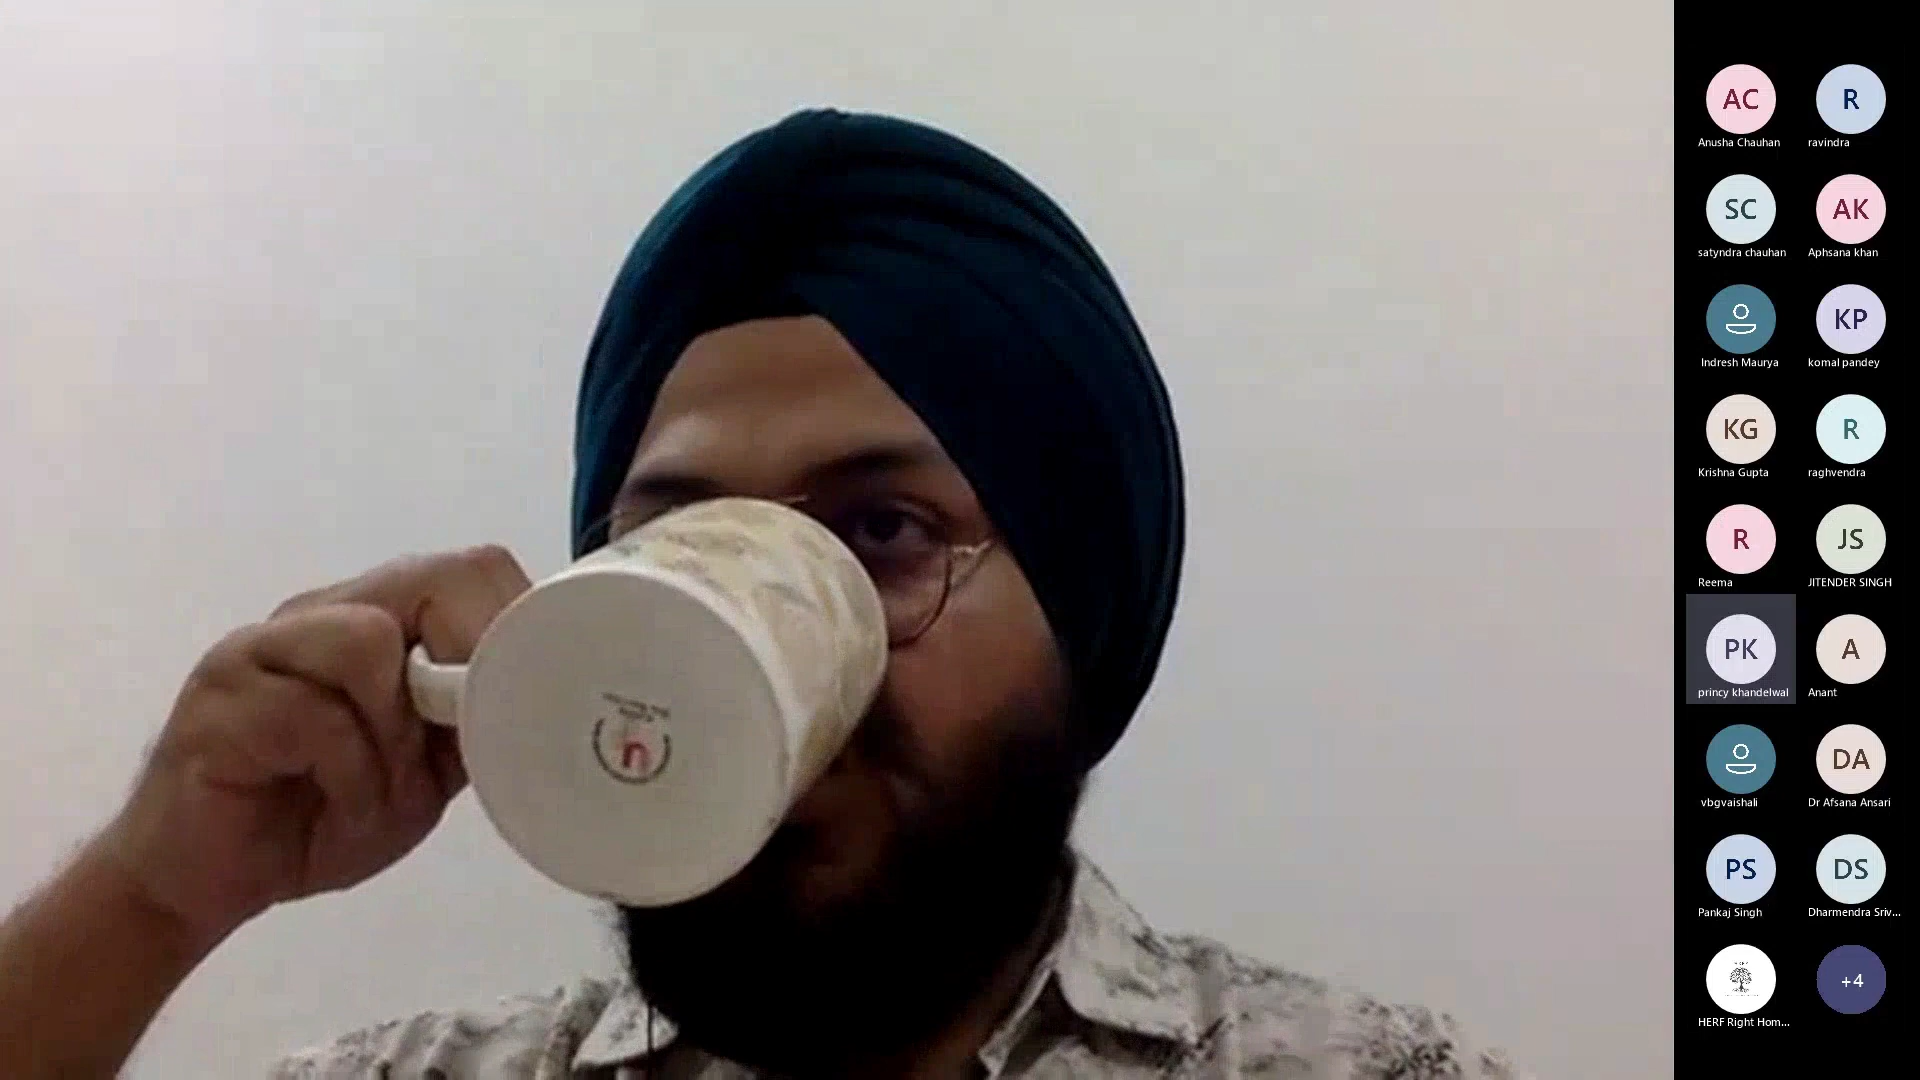 AC
Anusha Chauhan
R
ravindra
SC
satyndra chauhan
AK
Aphsana khan
Indresh Maurya
KP
komal pandey
KG
Krishna Gupta
R
raghvendra
R
Reema
JS
JITENDER SINGH
PK
princy khandelwal
A
Anant
vbgvaishali
DA
Dr Afsana Ansari
PS
Pankaj Singh
DS
Dharmendra Sriv...
HERF Right Hom...
+4